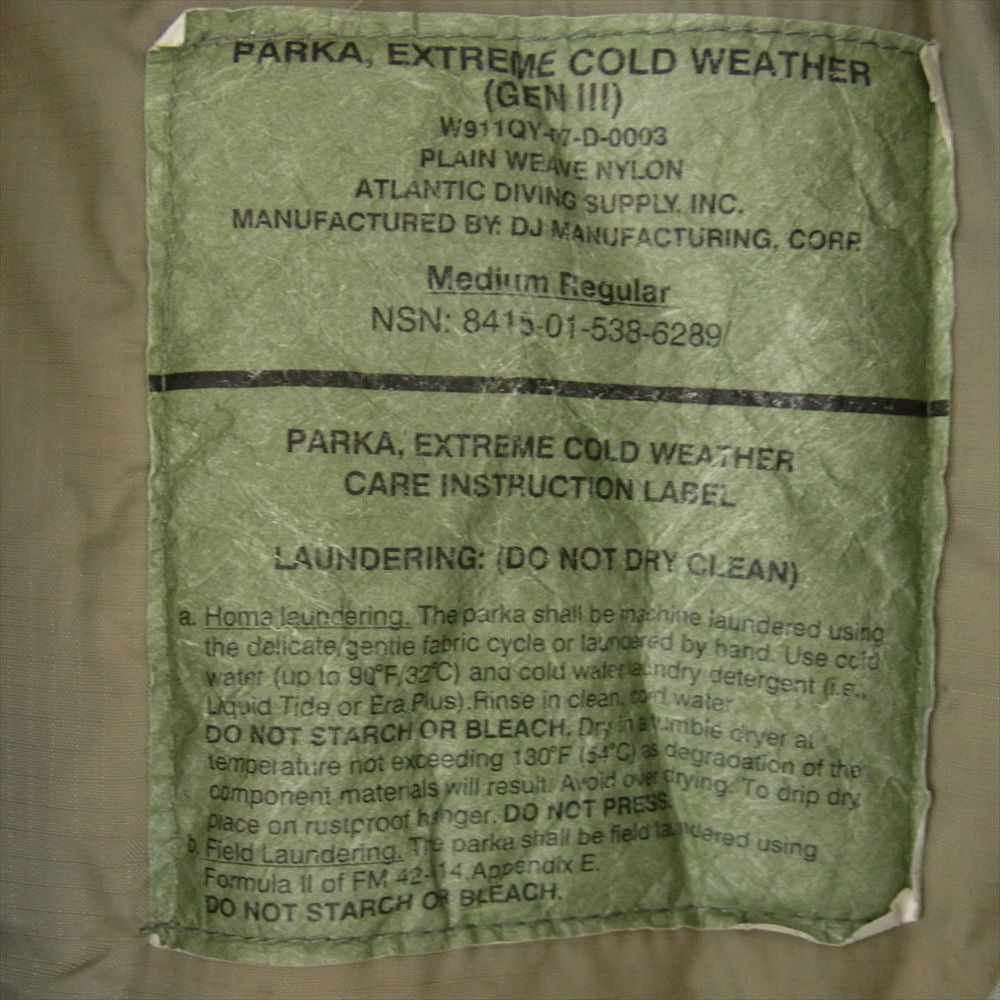 PARKA, EXTREME COLD WEATHER
(GEN III)
W911QY-07-D-0003
PLAIN WEAVE NYLON
ATLANTIC DIVING SUPPLY. INC.
MANUFACTURED BY: DJ MANUFACTURING, CORP.
Medium Regular
NSN: 8415-01-538-6289
PARKA, EXTREME COLD WEATHER
CARE INSTRUCTION LABEL
LAUNDERING: (DO NOT DRY CLEAN)
a. Home laundering. The parka shall be machine laundered using
the delicate/gentle fabric cycle or laundered by hand. Use cold
water (up to 90°F/32°C) and cold water laundry detergent (i.e.,
Liquid Tide or Era Plus). Rinse in clean, cold water.
DO NOT STARCH OR BLEACH. Dry in a tumble dryer at
temperature not exceeding 130°F (54°C) as degradation of the
component materials will result. Avoid over drying. To drip dry,
place on rustproof hanger. DO NOT PRESS.
b. Field Laundering. The parka shall be field laundered using
Formula II of FM 42-414, Appendix E.
DO NOT STARCH OR BLEACH.